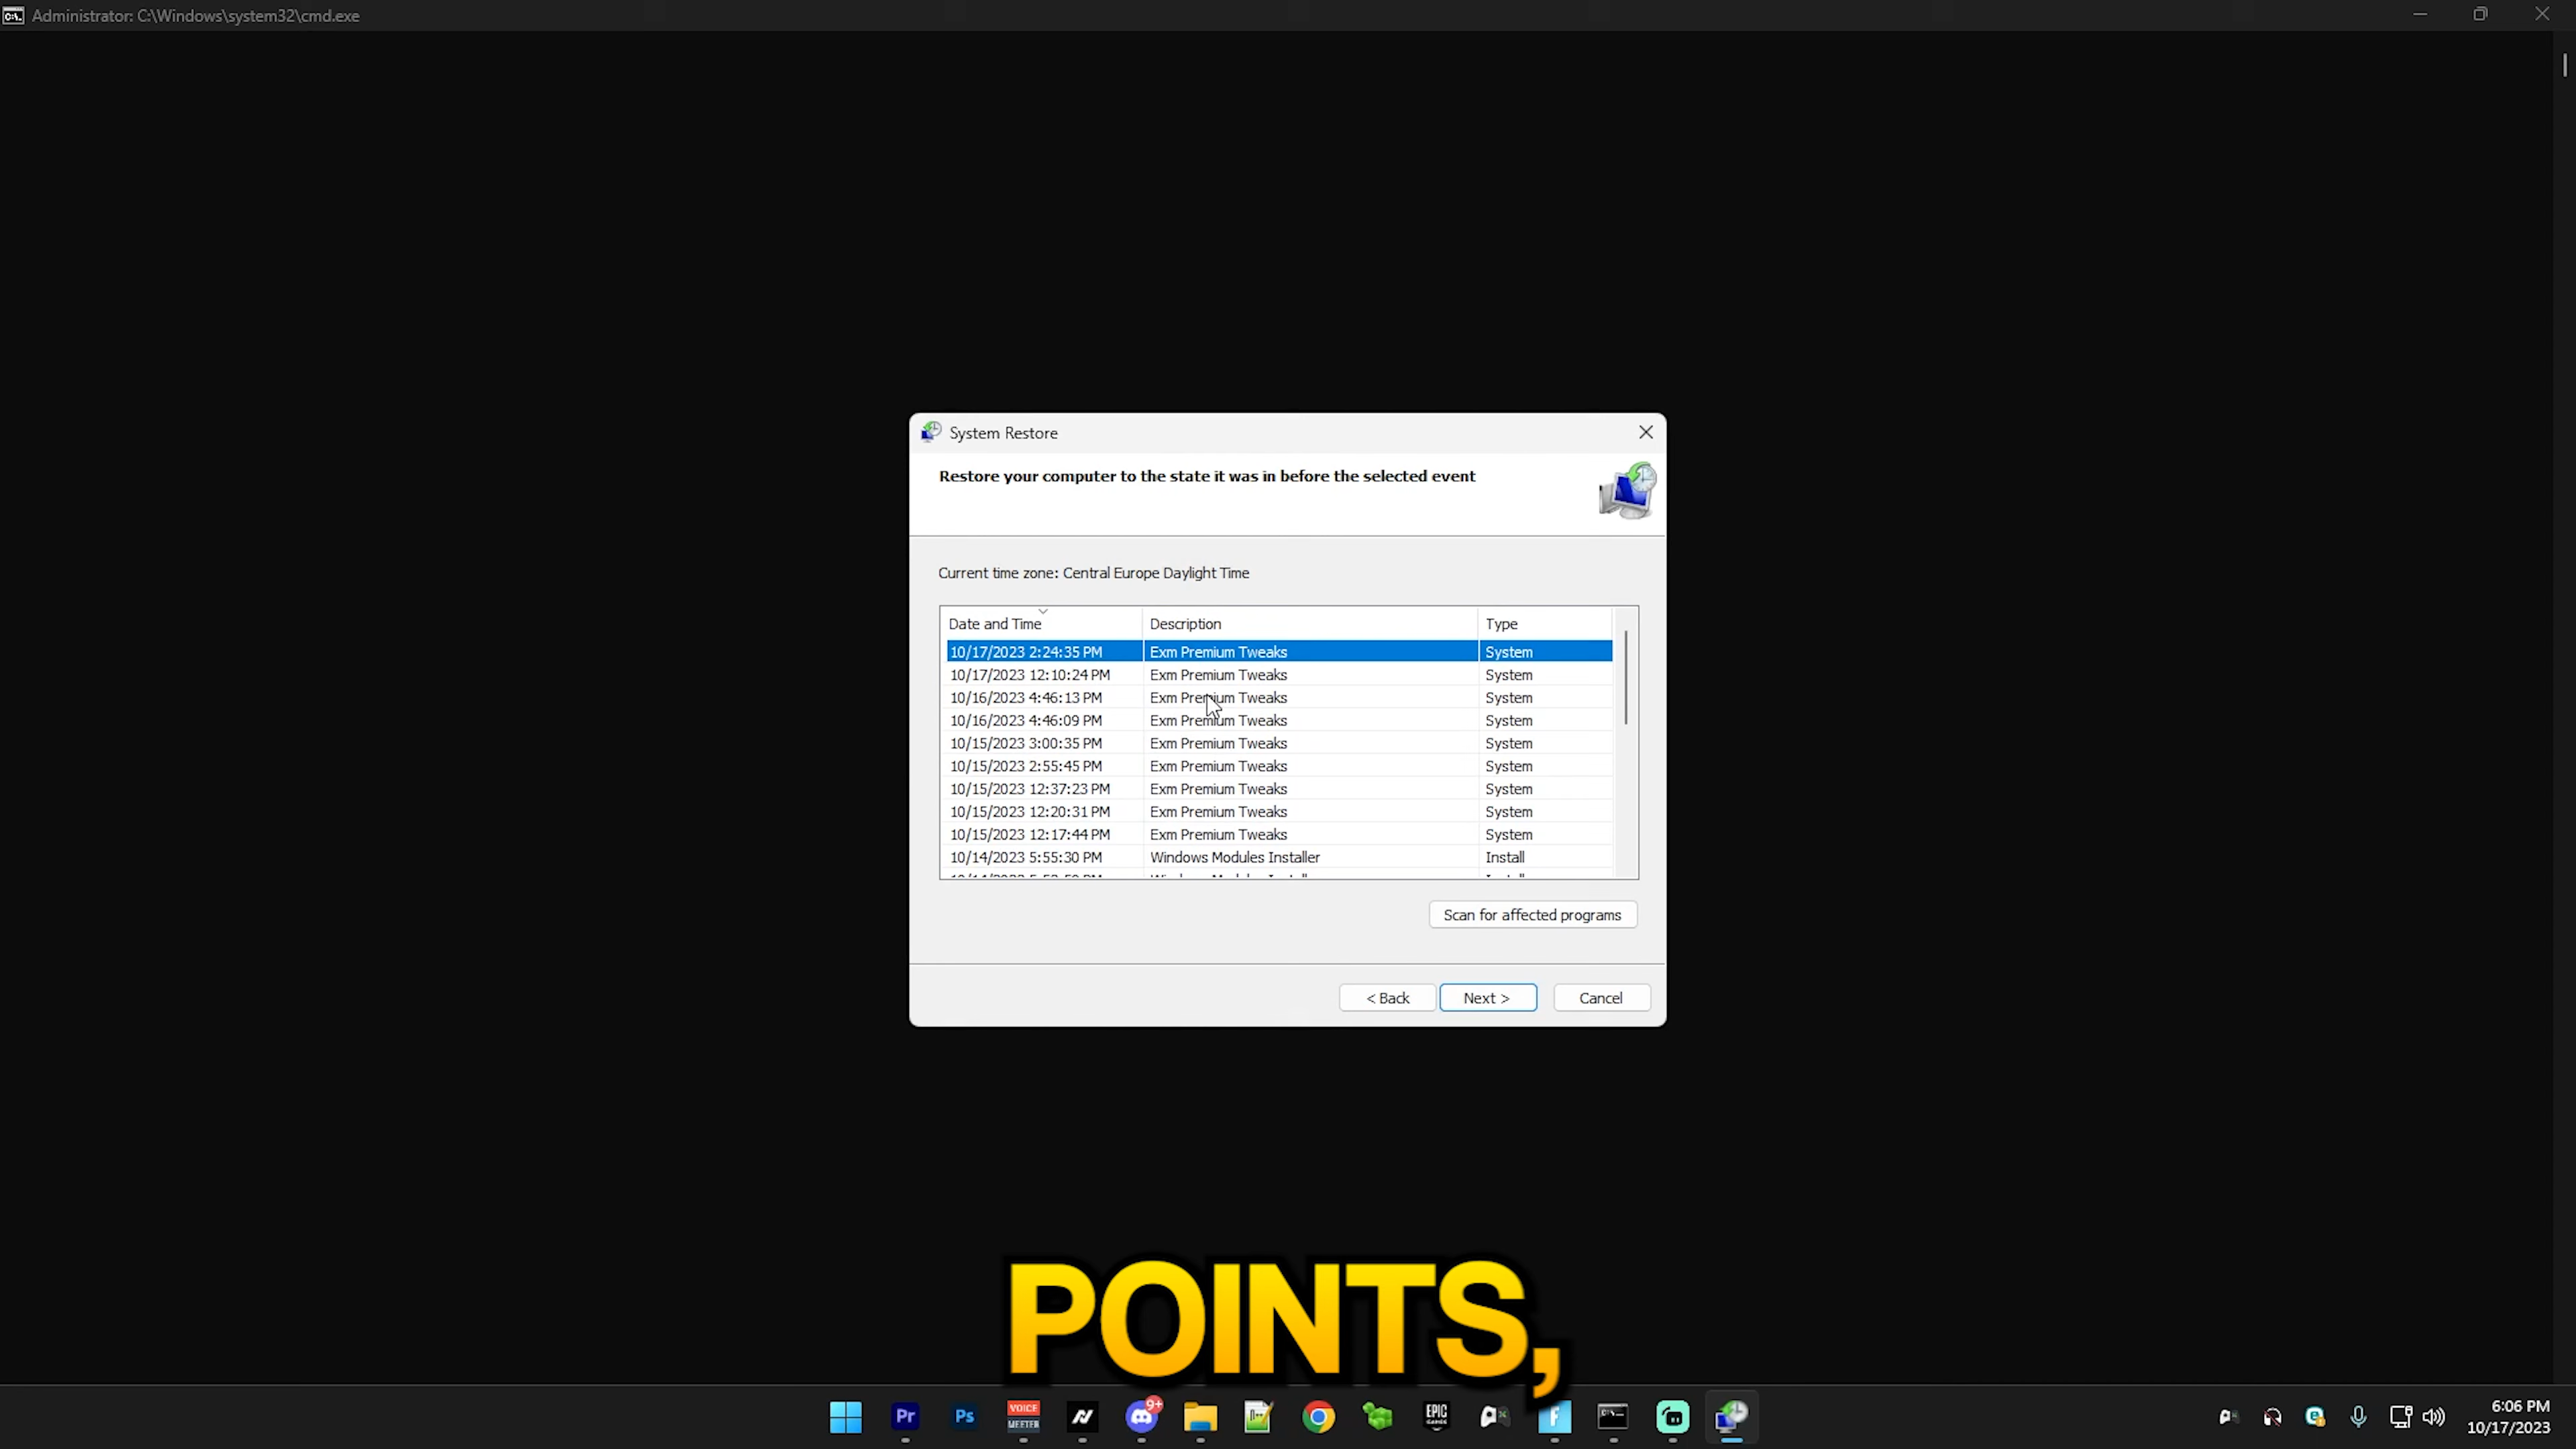 Administrator: C:\Windows\system32\cmd.exe
System Restore
Restore your computer to the state it was in before the selected event
Current time zone: Central Europe Daylight Time
Date and Time Description Type
10/17/2023 2:24:35 PM Exm Premium Tweaks System
10/17/2023 12:10:24 PM Exm Premium Tweaks System
10/16/2023 4:46:13 PM Exm Premium Tweaks System
10/16/2023 4:46:09 PM Exm Premium Tweaks System
10/15/2023 3:00:35 PM Exm Premium Tweaks System
10/15/2023 2:55:45 PM Exm Premium Tweaks System
10/15/2023 12:37:23 PM Exm Premium Tweaks System
10/15/2023 12:20:31 PM Exm Premium Tweaks System
10/15/2023 12:17:44 PM Exm Premium Tweaks System
10/14/2023 5:55:30 PM Windows Modules Installer Install
Scan for affected programs
< Back Next > Cancel
POINTS,
Pr Ps VOICE MEETER 9+ EPIC GAMES F
6:06 PM
10/17/2023